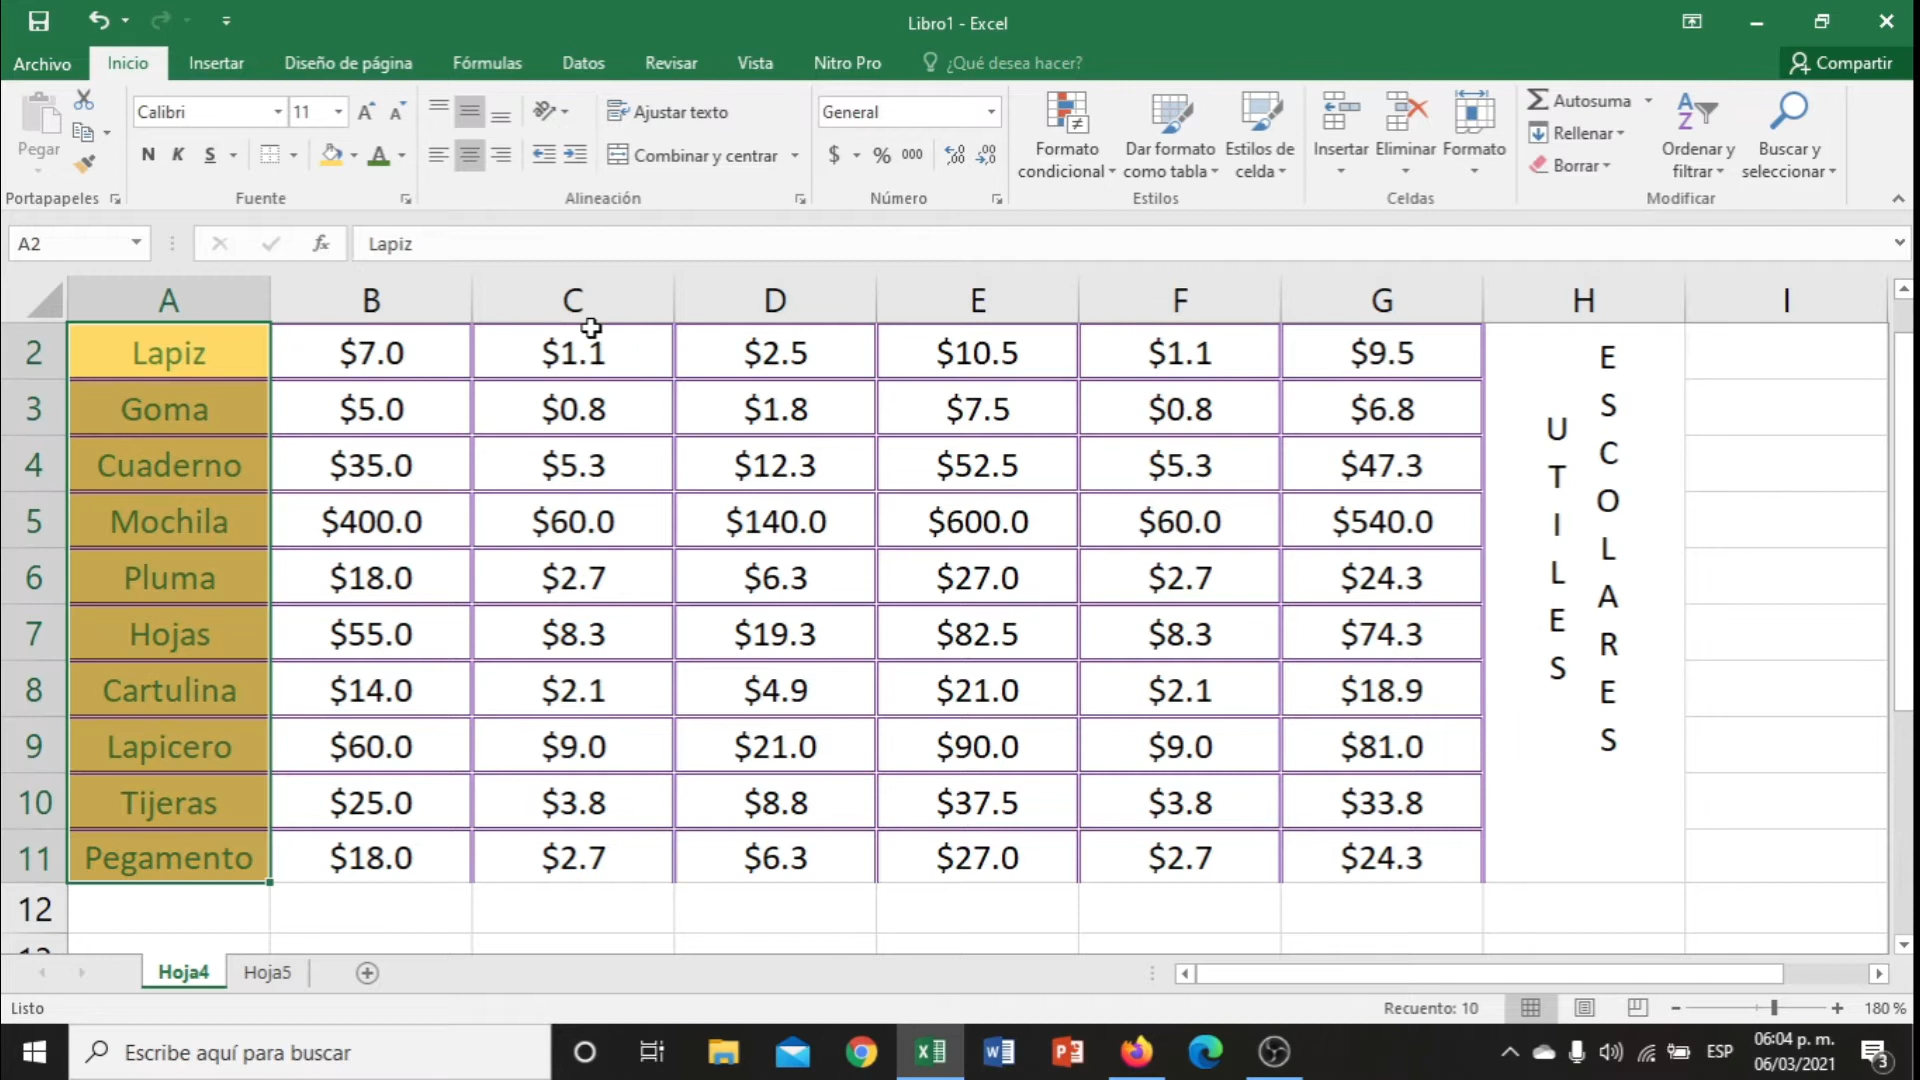 Libro1 - Excel
Archivo Inicio Insertar Diseño de página Fórmulas Datos Revisar Vista Nitro Pro ¿Qué desea hacer? Compartir
Pegar
Calibri 11
N K S
Ajustar texto
Combinar y centrar
General
$ % 000
Formato condicional
Dar formato como tabla
Estilos de celda
Insertar Eliminar Formato
Autosuma
Rellenar
Borrar
Ordenar y filtrar
Buscar y seleccionar
Portapapeles Fuente Alineación Número Estilos Celdas Modificar
A2 fx Lapiz
A B C D E F G H I
2 Lapiz $7.0 $1.1 $2.5 $10.5 $1.1 $9.5
3 Goma $5.0 $0.8 $1.8 $7.5 $0.8 $6.8
4 Cuaderno $35.0 $5.3 $12.3 $52.5 $5.3 $47.3
5 Mochila $400.0 $60.0 $140.0 $600.0 $60.0 $540.0
6 Pluma $18.0 $2.7 $6.3 $27.0 $2.7 $24.3
7 Hojas $55.0 $8.3 $19.3 $82.5 $8.3 $74.3
8 Cartulina $14.0 $2.1 $4.9 $21.0 $2.1 $18.9
9 Lapicero $60.0 $9.0 $21.0 $90.0 $9.0 $81.0
10 Tijeras $25.0 $3.8 $8.8 $37.5 $3.8 $33.8
11 Pegamento $18.0 $2.7 $6.3 $27.0 $2.7 $24.3
12
UTILES
ESCOLARES
Hoja4 Hoja5
Listo Recuento: 10 180 %
Escribe aquí para buscar
ESP
06:04 p. m.
06/03/2021
3